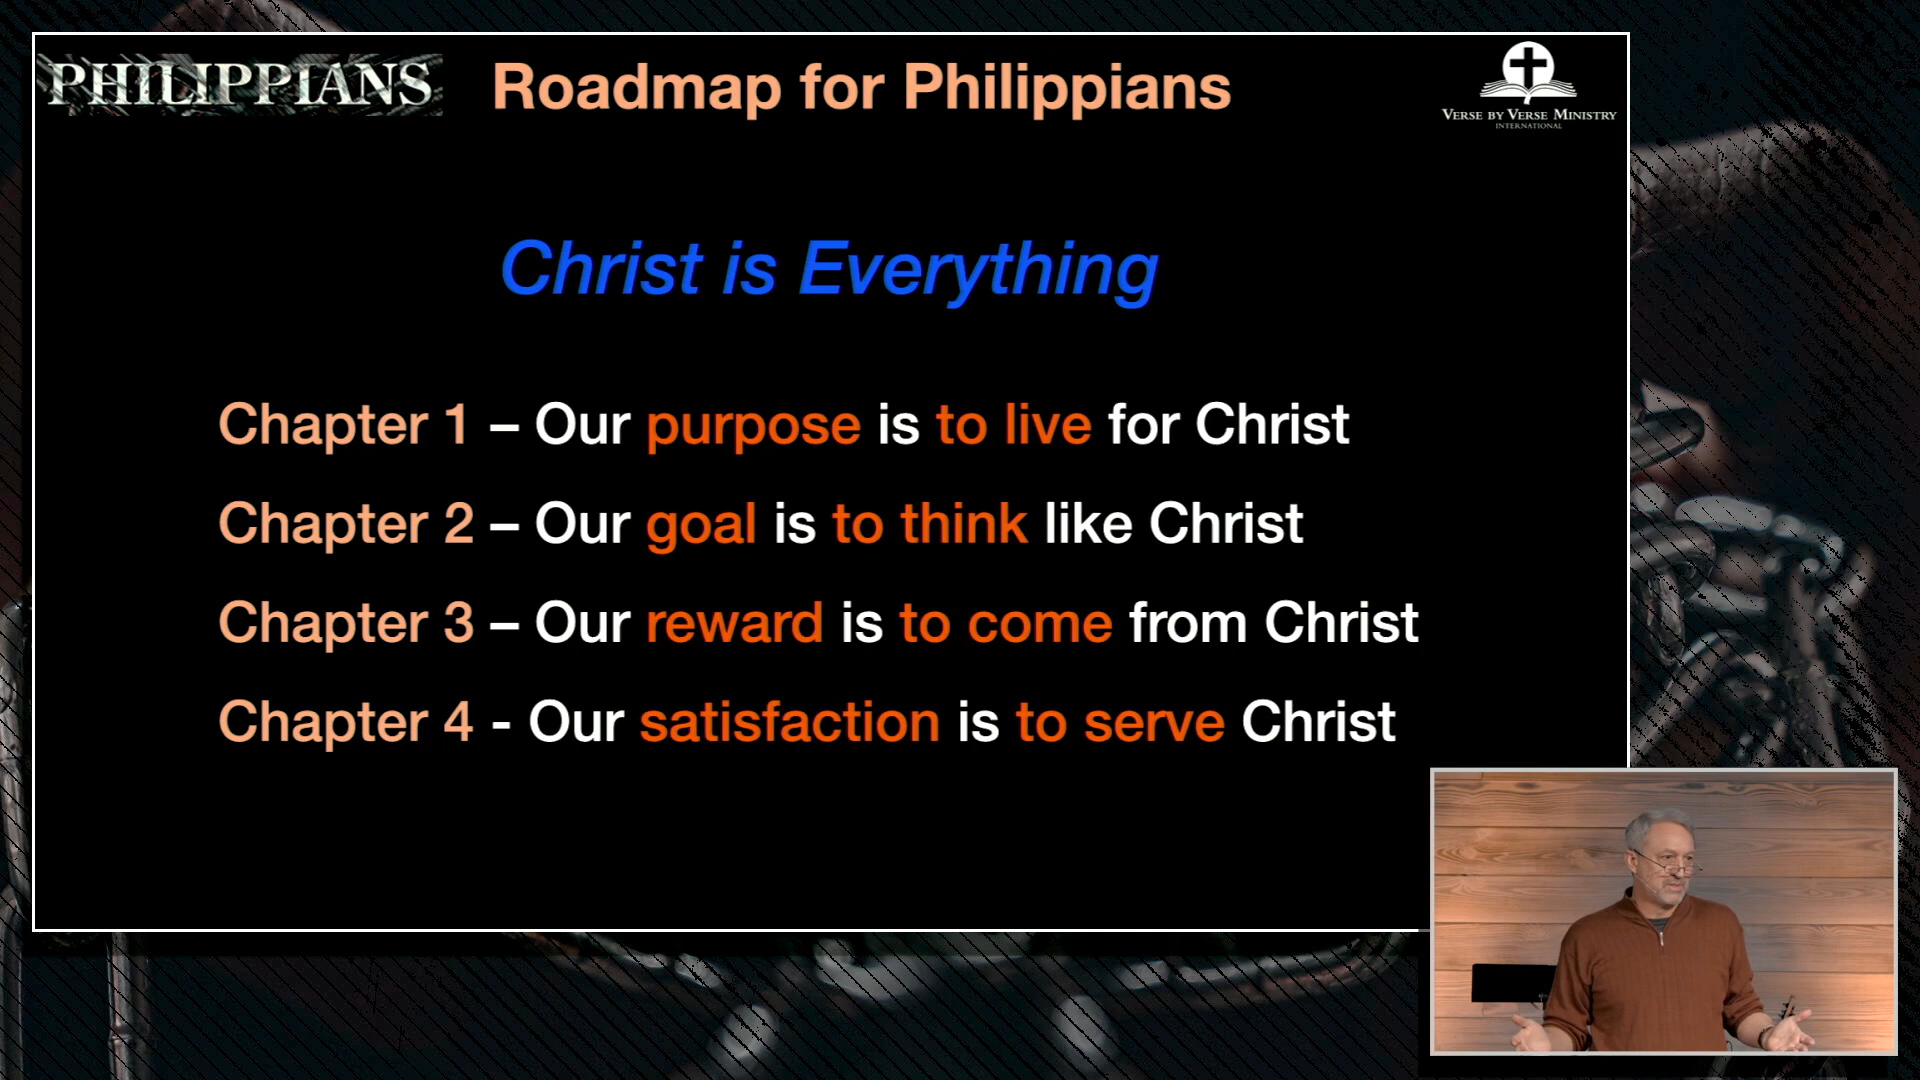 PHILIPPIANS
Roadmap for Philippians
VERSE BY VERSE MINISTRY
INTERNATIONAL
Christ is Everything
Chapter 1 – Our purpose is to live for Christ
Chapter 2 – Our goal is to think like Christ
Chapter 3 – Our reward is to come from Christ
Chapter 4 - Our satisfaction is to serve Christ